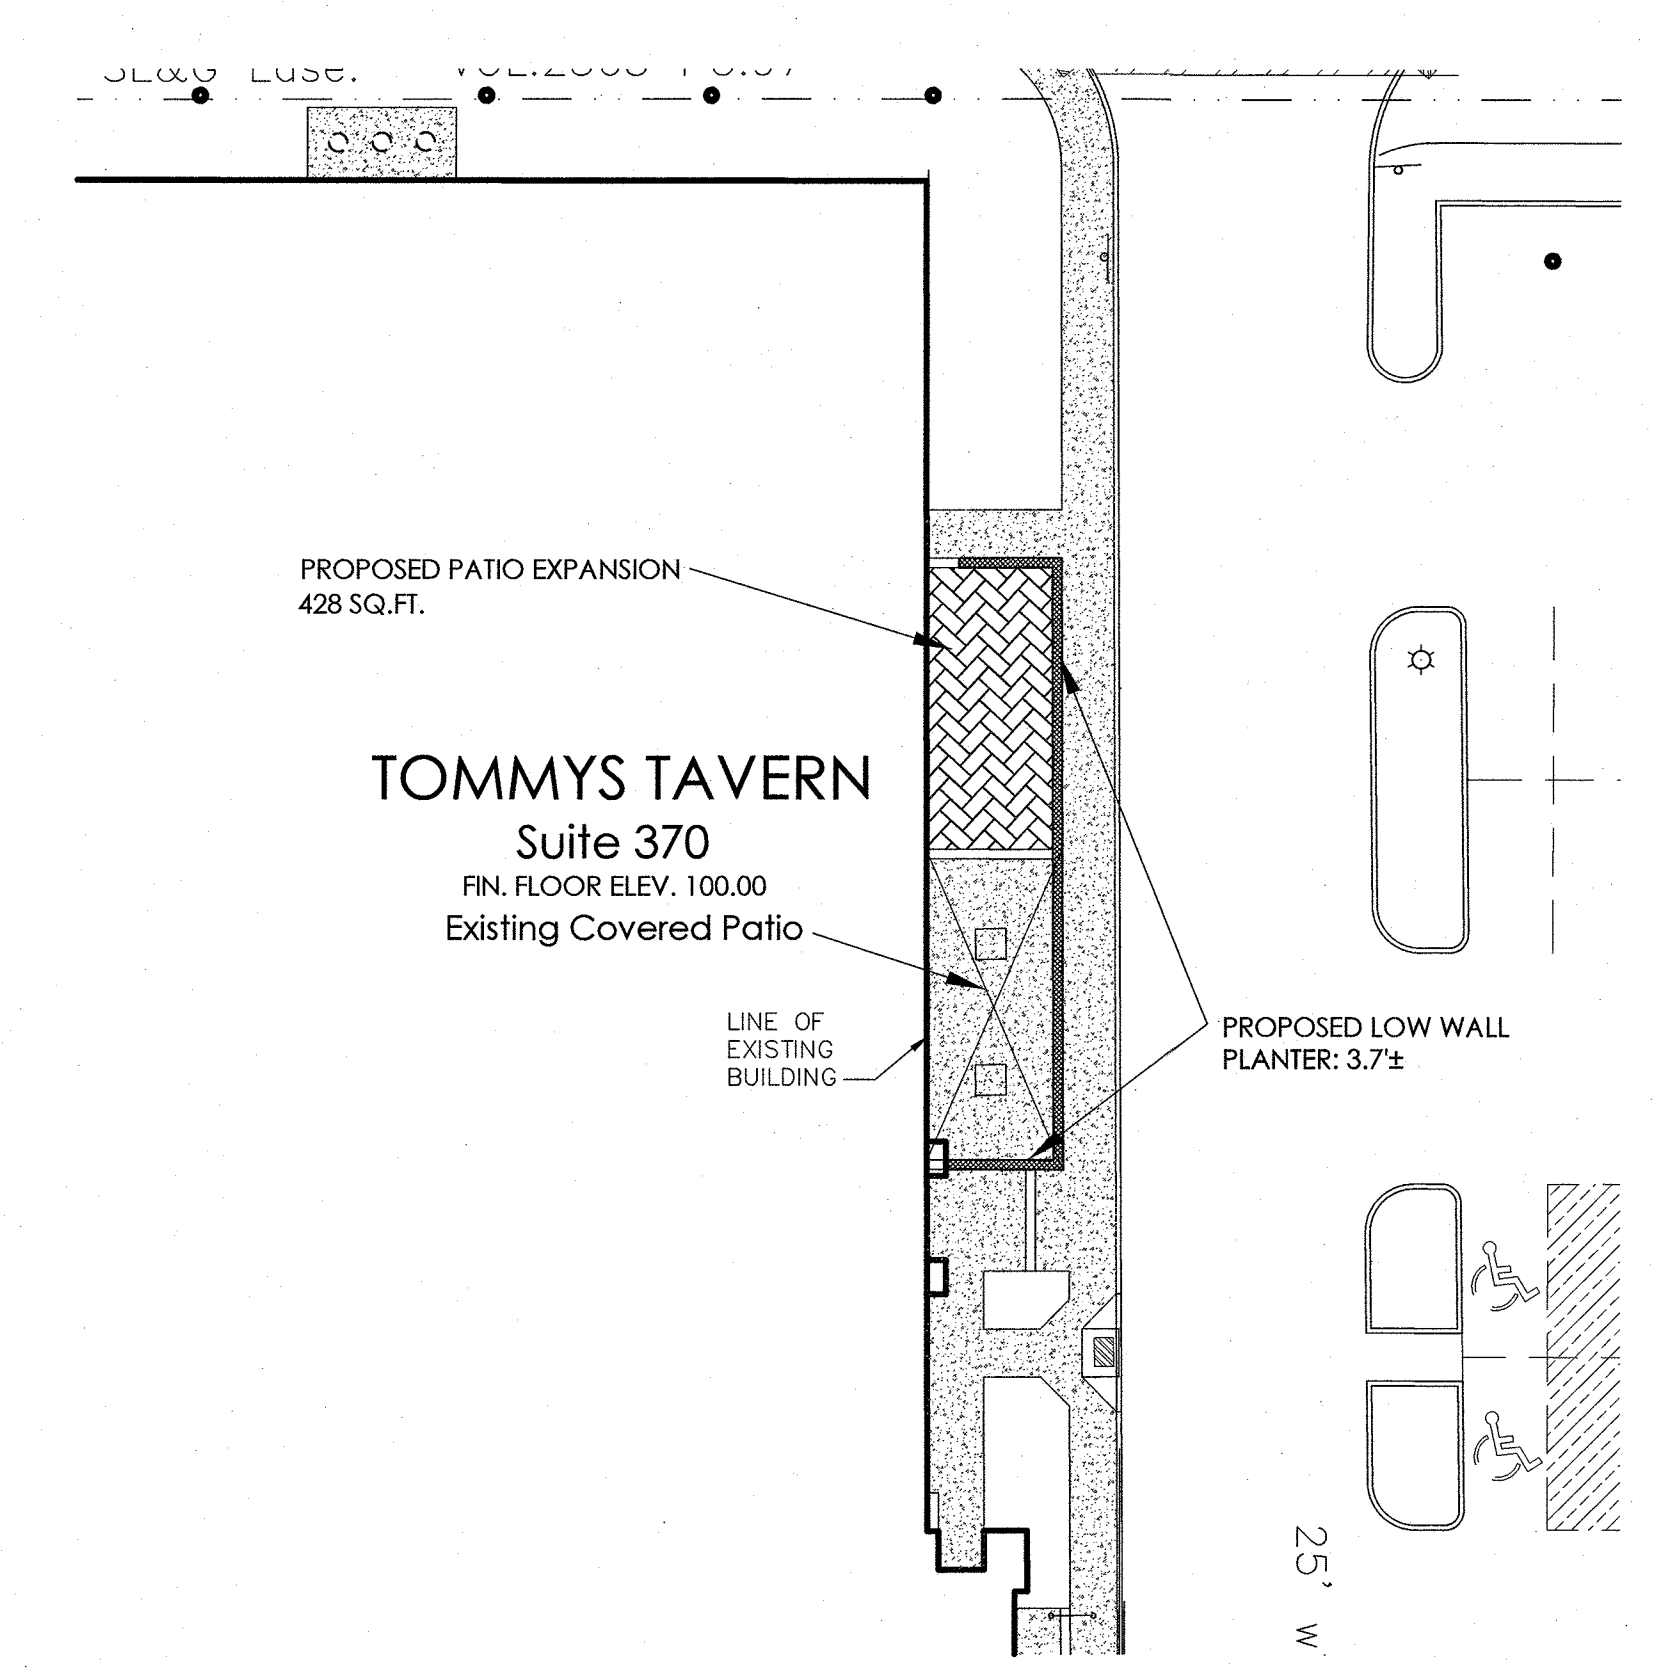 PROPOSED PATIO EXPANSION
428 SQ.FT.
TOMMYS TAVERN
Suite 370
FIN. FLOOR ELEV. 100.00
Existing Covered Patio
LINE OF
EXISTING
BUILDING
PROPOSED LOW WALL
PLANTER: 3.7'±
25' W